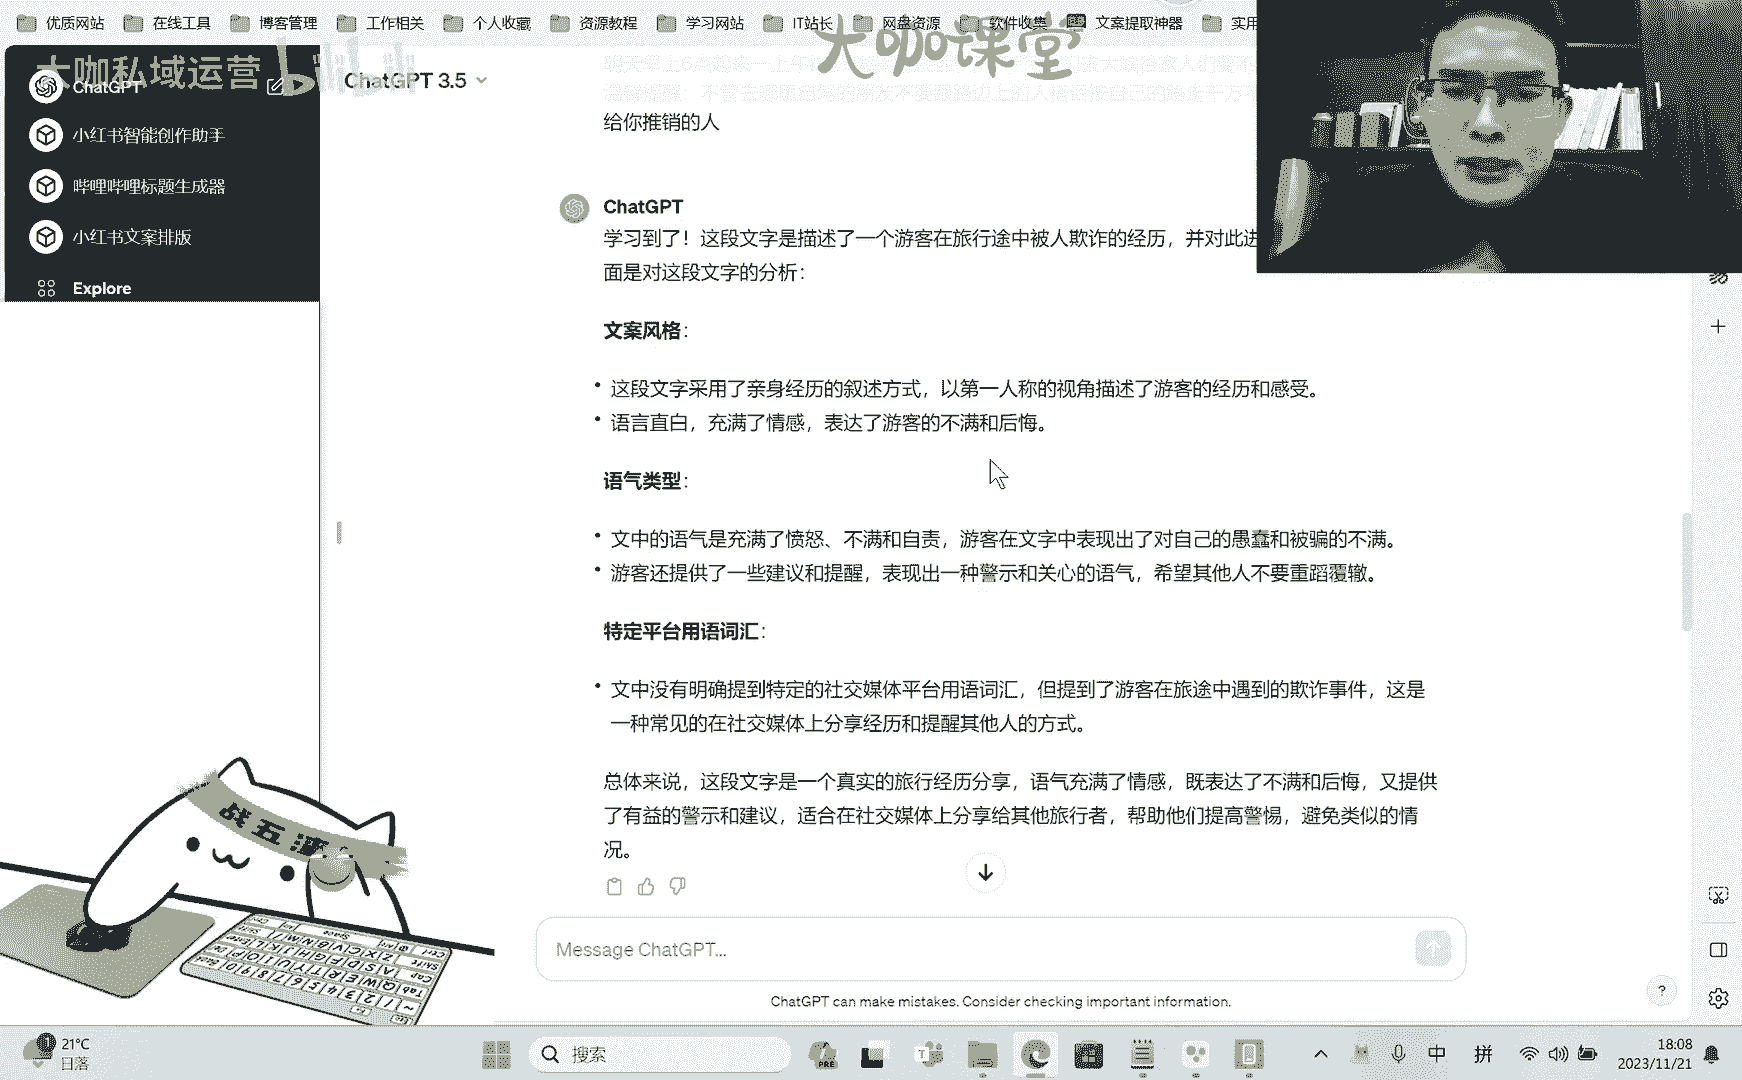 优质网站
在线工具
博客管理
工作相关
个人收藏
资源教程
学习网站
IT站长
网盘资源
软件收集
文案提取神器
实用
大咖课堂
大咖私域运营
bilibili
ChatGPT
小红书智能创作助手
哔哩哔哩标题生成器
小红书文案排版
Explore
ChatGPT 3.5
给你推销的人
ChatGPT
学习到了！这段文字是描述了一个游客在旅行途中被人欺诈的经历，并对此进
面是对这段文字的分析：
文案风格：
• 这段文字采用了亲身经历的叙述方式，以第一人称的视角描述了游客的经历和感受。
• 语言直白，充满了情感，表达了游客的不满和后悔。
语气类型：
• 文中的语气是充满了愤怒、不满和自责，游客在文字中表现出了对自己的愚蠢和被骗的不满。
• 游客还提供了一些建议和提醒，表现出一种警示和关心的语气，希望其他人不要重蹈覆辙。
特定平台用语词汇：
• 文中没有明确提到特定的社交媒体平台用语词汇，但提到了游客在旅途中遇到的欺诈事件，这是
一种常见的在社交媒体上分享经历和提醒其他人的方式。
总体来说，这段文字是一个真实的旅行经历分享，语气充满了情感，既表达了不满和后悔，又提供
了有益的警示和建议，适合在社交媒体上分享给其他旅行者，帮助他们提高警惕，避免类似的情
况。
Message ChatGPT...
ChatGPT can make mistakes. Consider checking important information.
?
战五渣
1
21°C
日落
搜索
PRE
中
拼
18:08
2023/11/21